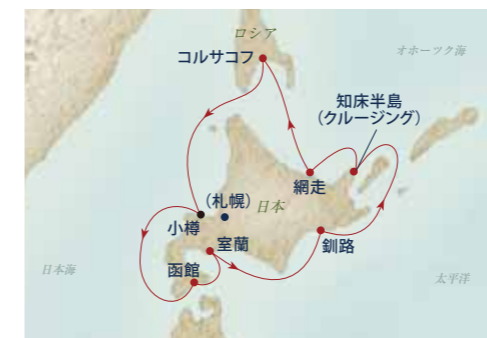 ロシア
コルサコフ
オホーツク海
知床半島
(クルージング)
網走
(札幌)
日本
小樽
室蘭
釧路
函館
日本海
太平洋